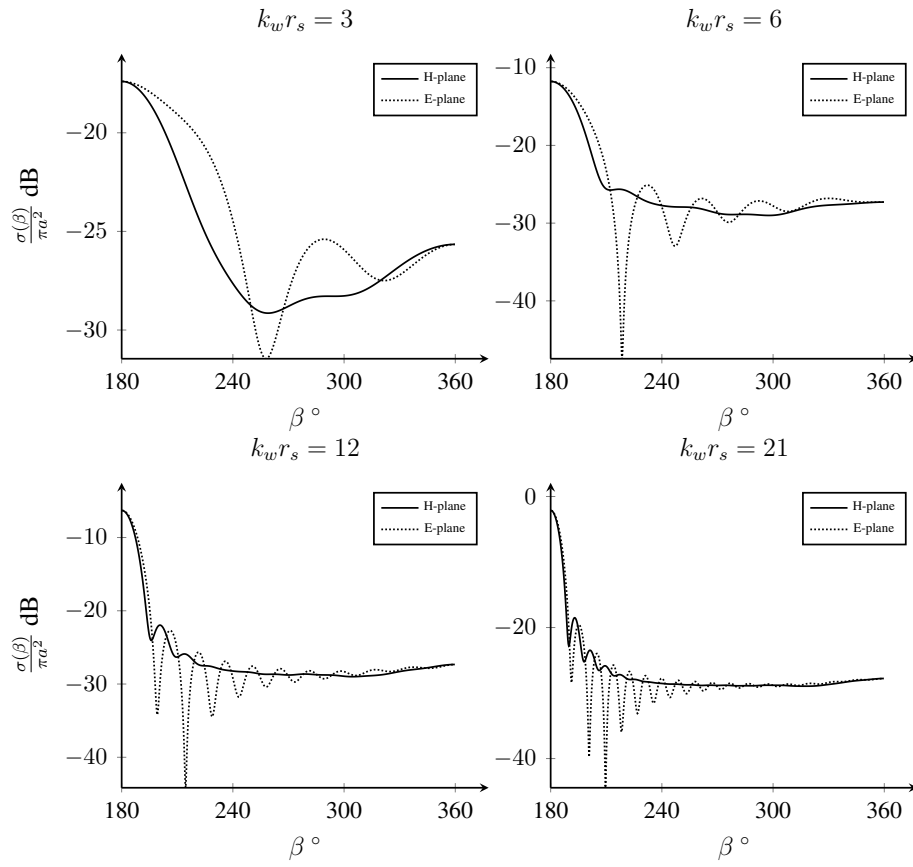 k_w r_s = 3
H-plane
E-plane
−20
−25
−30
σ(β)/πa² dB
180 240 300 360
β °
k_w r_s = 6
H-plane
E-plane
−10
−20
−30
−40
180 240 300 360
β °
k_w r_s = 12
H-plane
E-plane
−10
−20
−30
−40
σ(β)/πa² dB
180 240 300 360
β °
k_w r_s = 21
H-plane
E-plane
0
−20
−40
180 240 300 360
β °